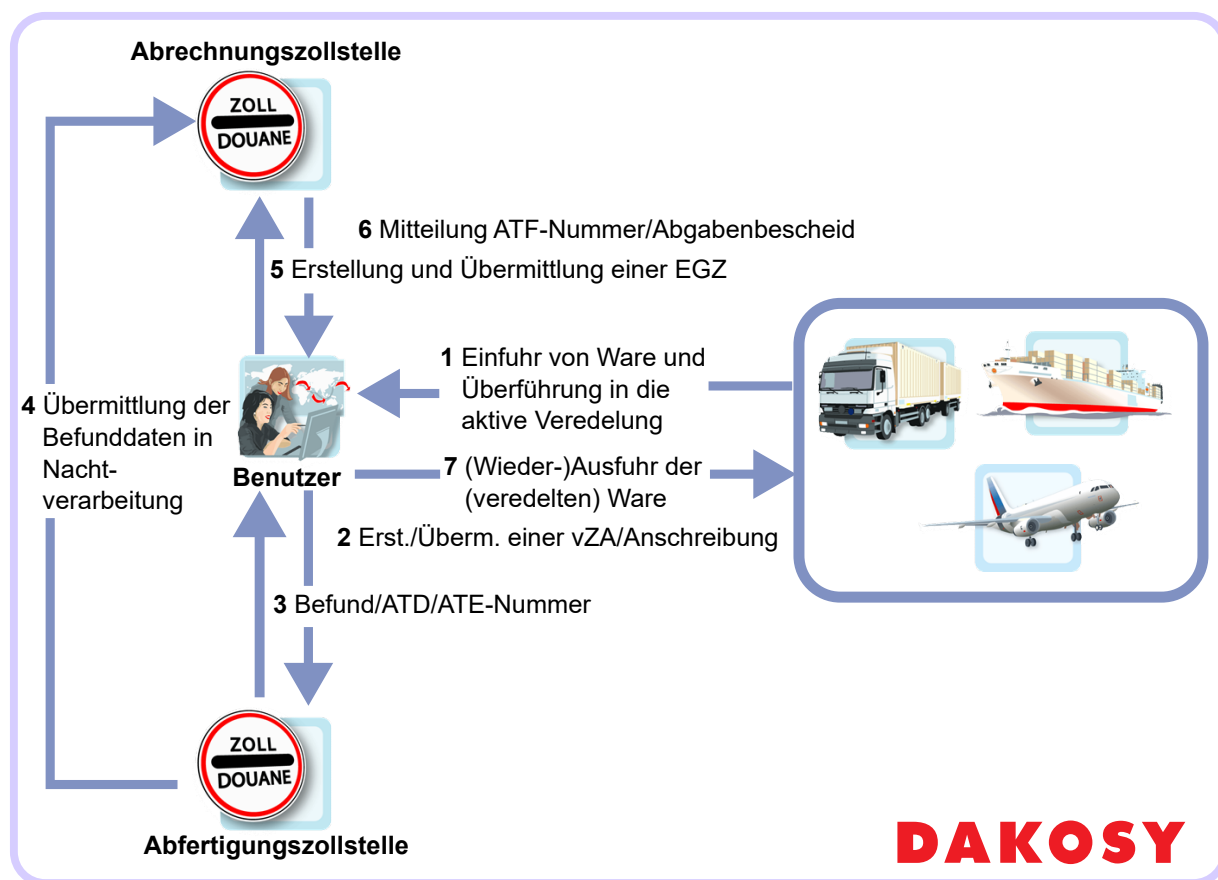 Abrechnungszollstelle
ZOLL
DOUANE
6 Mitteilung ATF-Nummer/Abgabenbescheid
5 Erstellung und Übermittlung einer EGZ
1 Einfuhr von Ware und
Überführung in die
aktive Veredelung
4 Übermittlung der
Befunddaten in
Nacht-
verarbeitung
Benutzer
7 (Wieder-)Ausfuhr der
(veredelten) Ware
2 Erst./Überm. einer vZA/Anschreibung
3 Befund/ATD/ATE-Nummer
ZOLL
DOUANE
Abfertigungszollstelle
DAKOSY